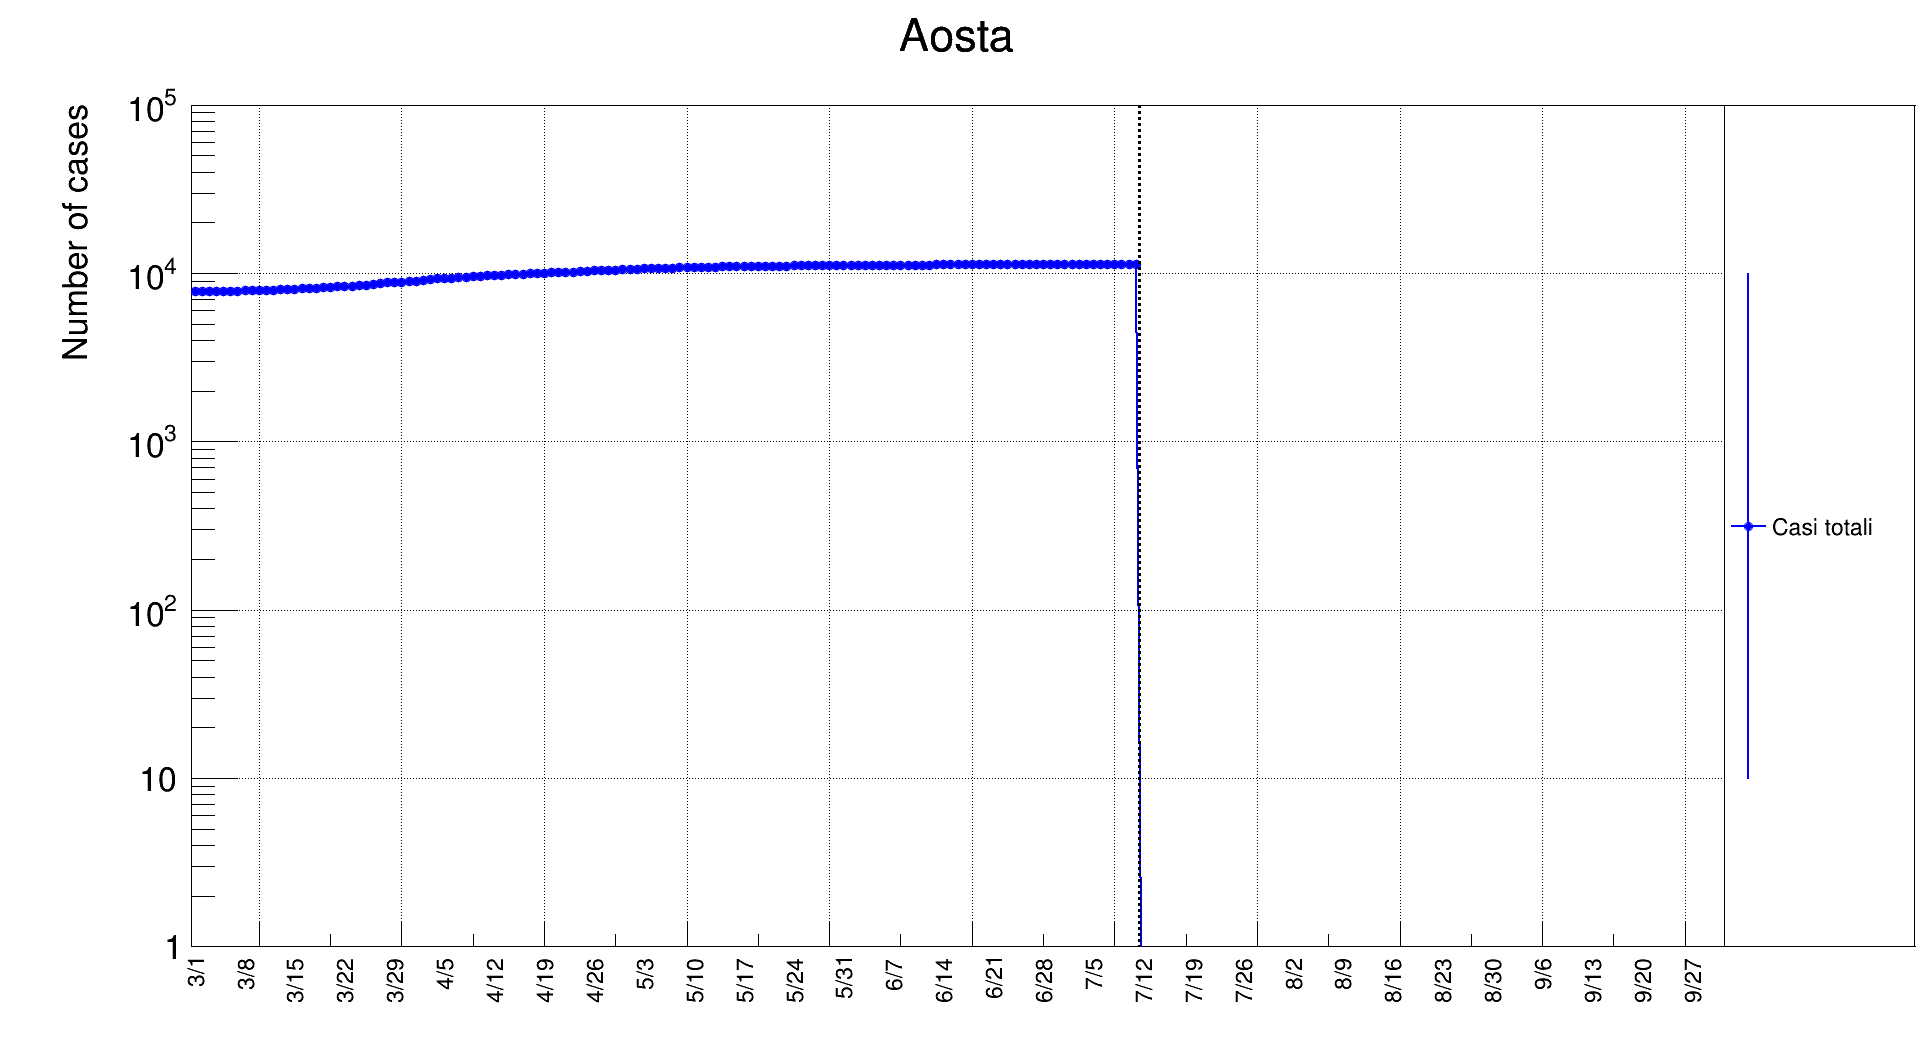 Aosta
Number of cases
10^5
10^4
10^3
10^2
10
1
3/1 3/8 3/15 3/22 3/29 4/5 4/12 4/19 4/26 5/3 5/10 5/17 5/24 5/31 6/7 6/14 6/21 6/28 7/5 7/12 7/19 7/26 8/2 8/9 8/16 8/23 8/30 9/6 9/13 9/20 9/27
Casi totali